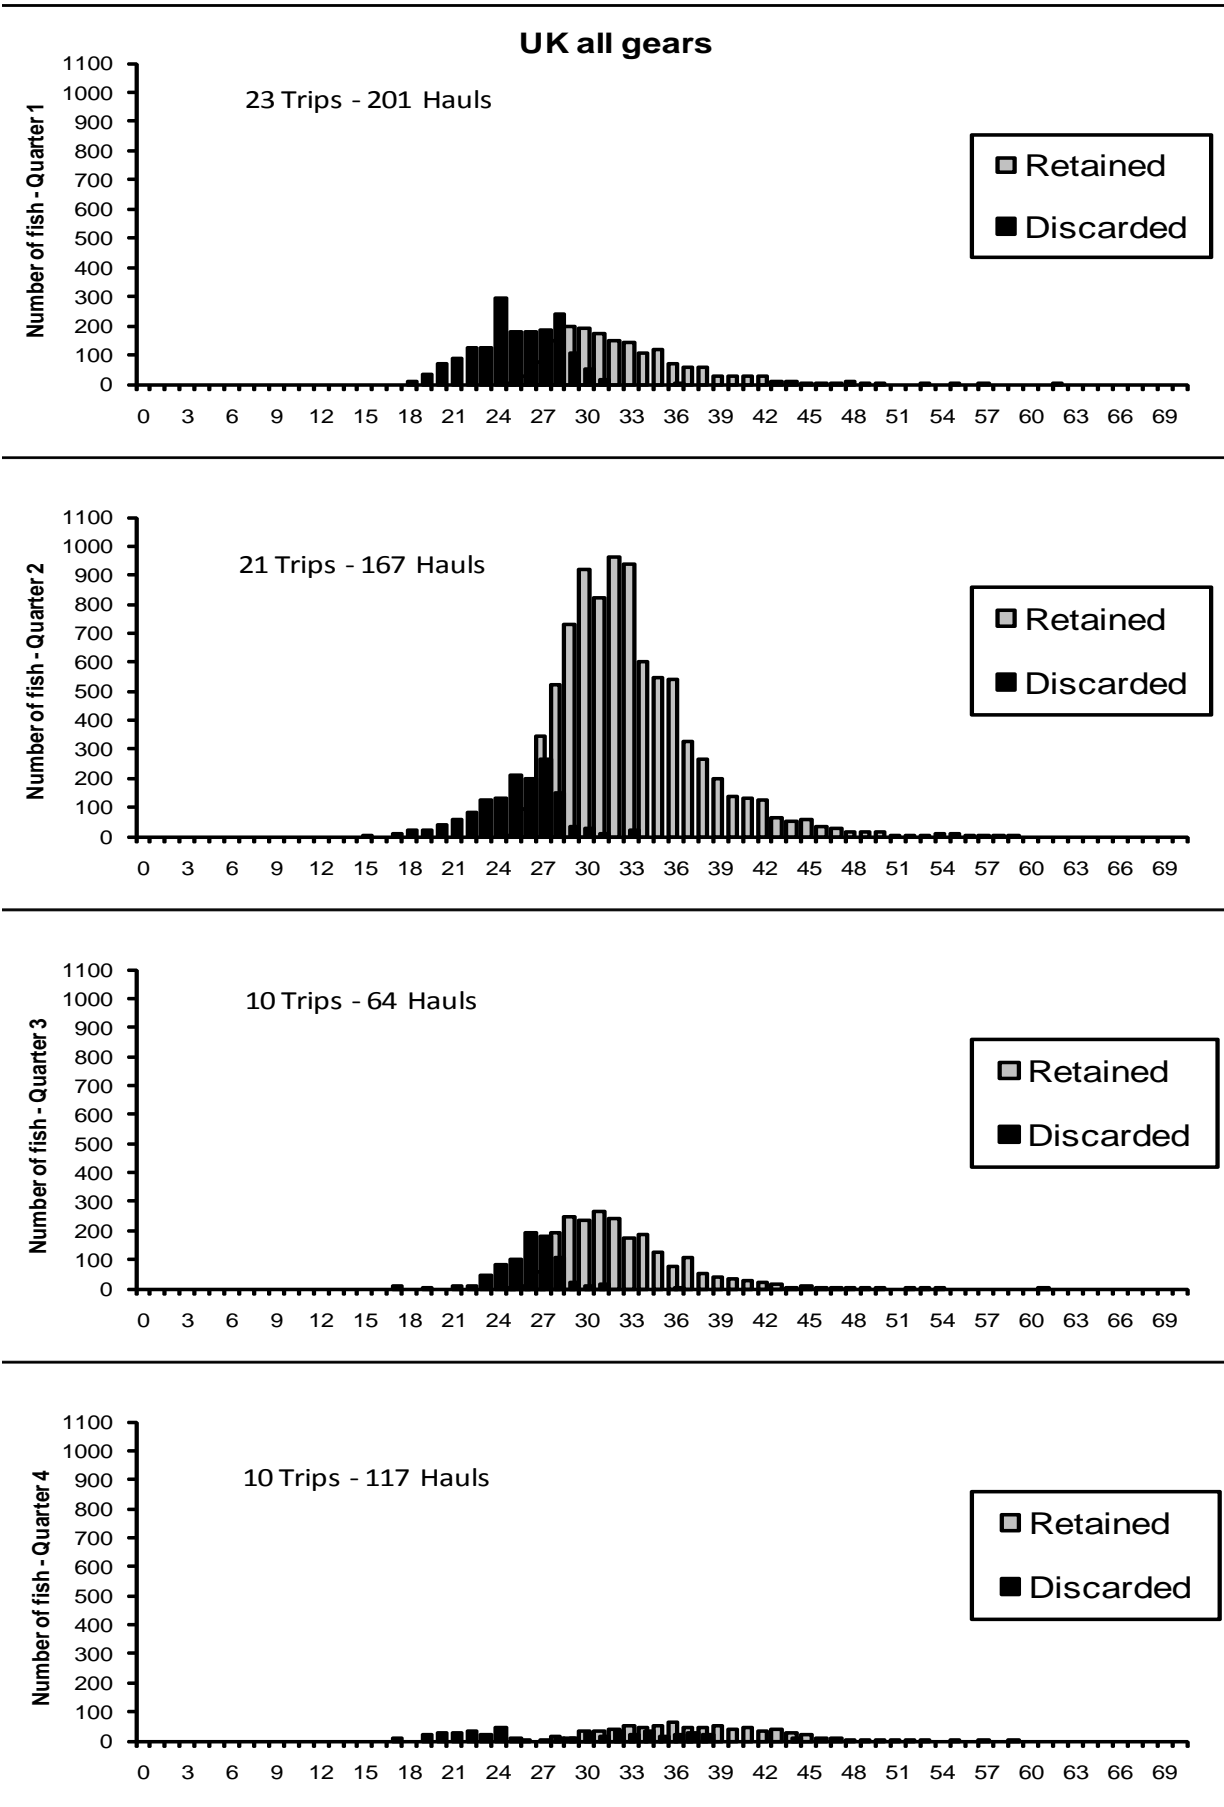 UK all gears
Number of fish - Quarter 1
1100
1000
900
800
700
600
500
400
300
200
100
0
23 Trips - 201 Hauls
Retained
Discarded
0 3 6 9 12 15 18 21 24 27 30 33 36 39 42 45 48 51 54 57 60 63 66 69
Number of fish - Quarter 2
1100
1000
900
800
700
600
500
400
300
200
100
0
21 Trips - 167 Hauls
Retained
Discarded
0 3 6 9 12 15 18 21 24 27 30 33 36 39 42 45 48 51 54 57 60 63 66 69
Number of fish - Quarter 3
1100
1000
900
800
700
600
500
400
300
200
100
0
10 Trips - 64 Hauls
Retained
Discarded
0 3 6 9 12 15 18 21 24 27 30 33 36 39 42 45 48 51 54 57 60 63 66 69
Number of fish - Quarter 4
1100
1000
900
800
700
600
500
400
300
200
100
0
10 Trips - 117 Hauls
Retained
Discarded
0 3 6 9 12 15 18 21 24 27 30 33 36 39 42 45 48 51 54 57 60 63 66 69